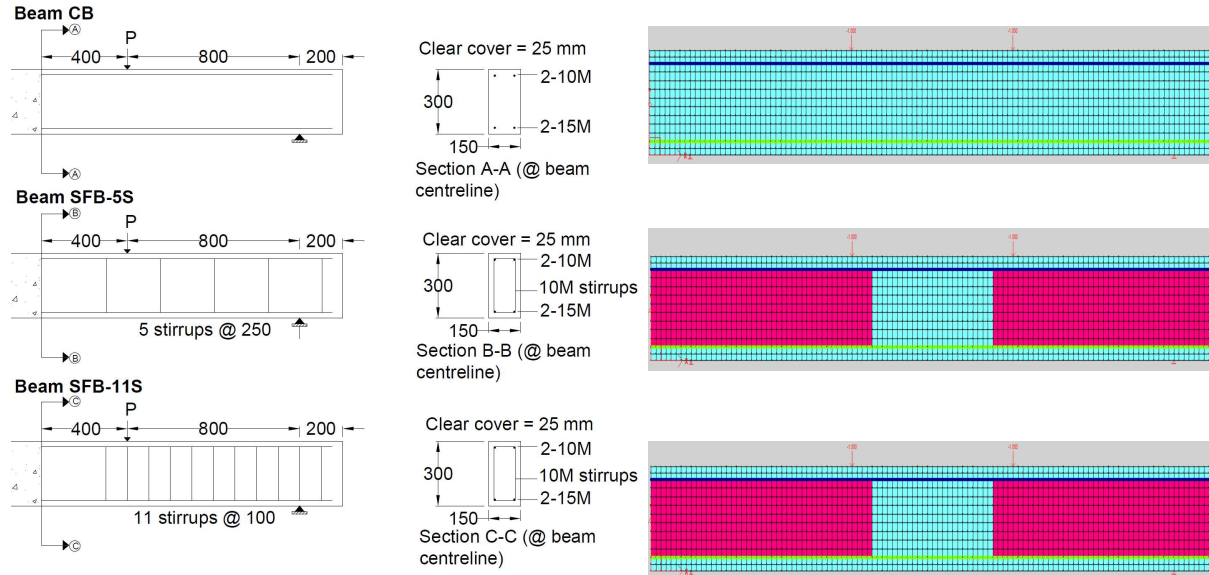 Beam CB
A
P
400 800 200
A
Clear cover = 25 mm
2-10M
300
2-15M
150
Section A-A (@ beam
centreline)
Beam SFB-5S
B
P
400 800 200
5 stirrups @ 250
B
Clear cover = 25 mm
2-10M
300
10M stirrups
2-15M
150
Section B-B (@ beam
centreline)
Beam SFB-11S
C
P
400 800 200
11 stirrups @ 100
C
Clear cover = 25 mm
2-10M
300
10M stirrups
2-15M
150
Section C-C (@ beam
centreline)